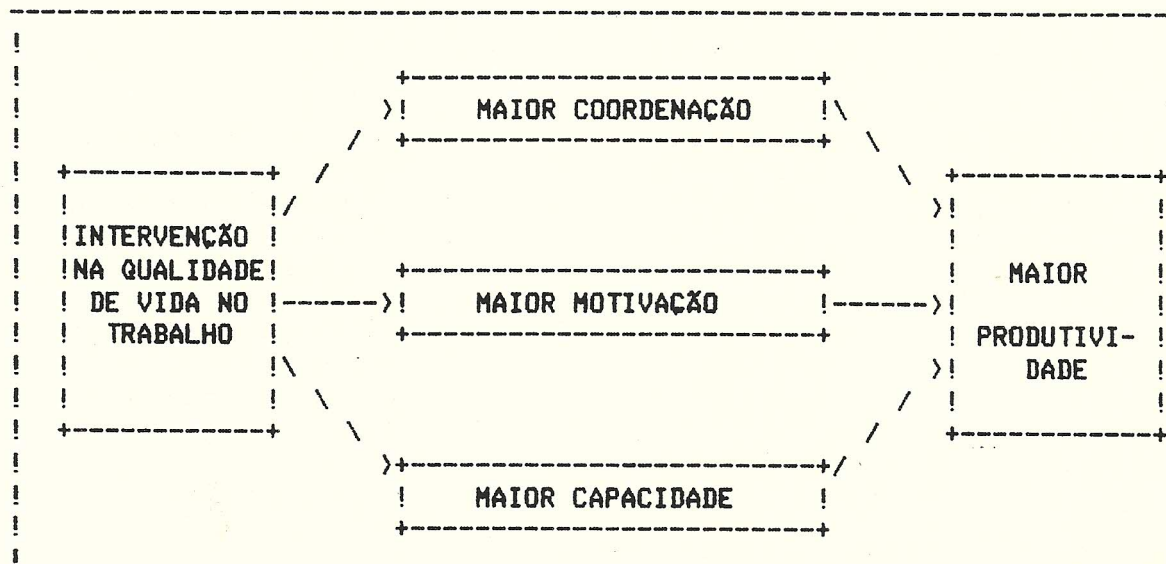 MAIOR COORDENAÇÃO
INTERVENÇÃO
NA QUALIDADE
DE VIDA NO
TRABALHO
MAIOR MOTIVAÇÃO
MAIOR CAPACIDADE
MAIOR
PRODUTIVI-
DADE